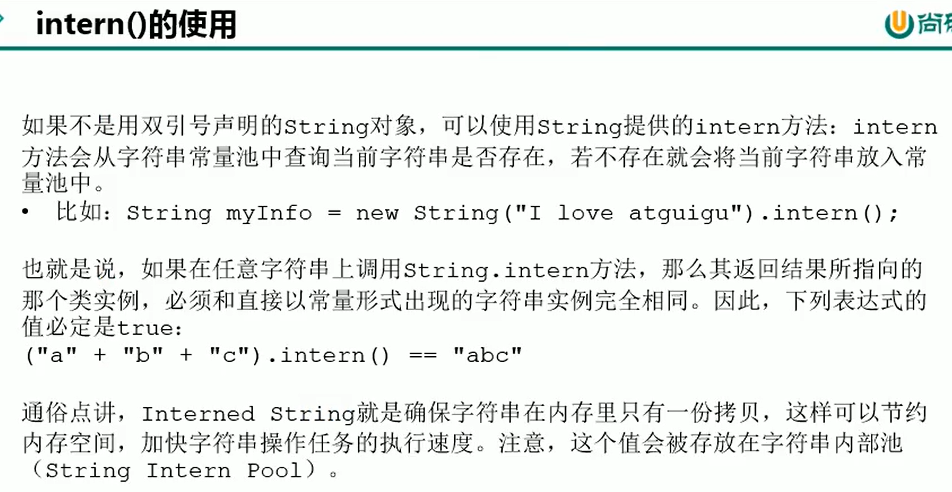 intern()的使用
尚硅
如果不是用双引号声明的String对象，可以使用String提供的intern方法：intern
方法会从字符串常量池中查询当前字符串是否存在，若不存在就会将当前字符串放入常
量池中。
• 比如：String myInfo = new String("I love atguigu").intern();
也就是说，如果在任意字符串上调用String.intern方法，那么其返回结果所指向的
那个类实例，必须和直接以常量形式出现的字符串实例完全相同。因此，下列表达式的
值必定是true：
("a" + "b" + "c").intern() == "abc"
通俗点讲，Interned String就是确保字符串在内存里只有一份拷贝，这样可以节约
内存空间，加快字符串操作任务的执行速度。注意，这个值会被存放在字符串内部池
（String Intern Pool）。